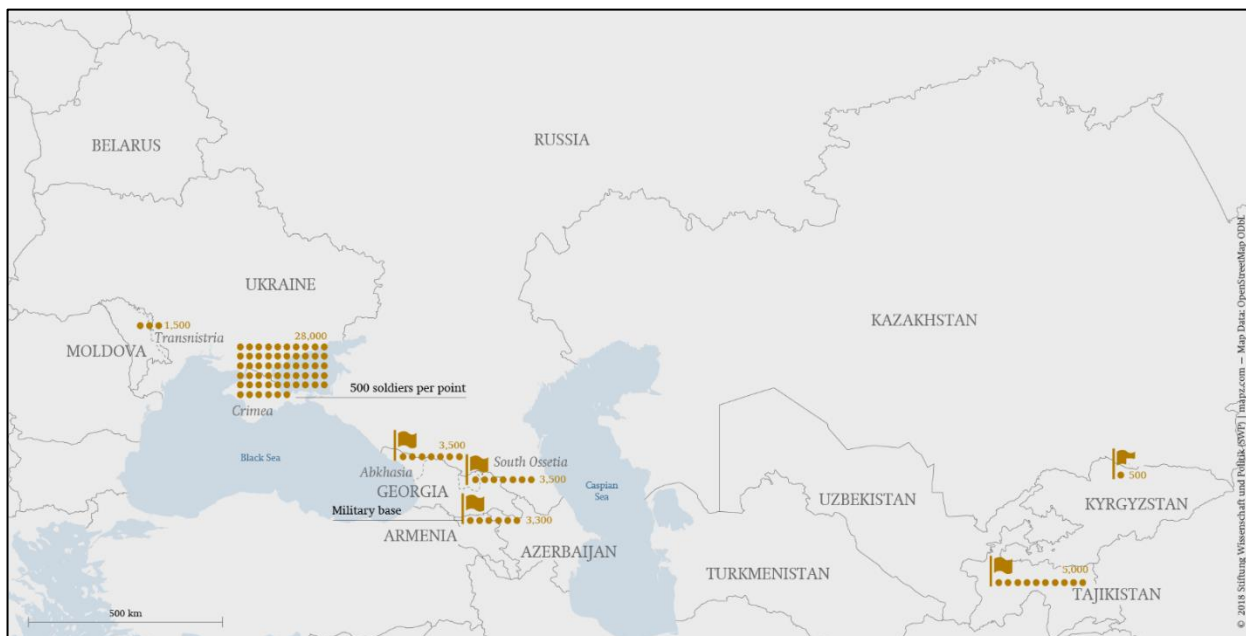 BELARUS
RUSSIA
UKRAINE
KAZAKHSTAN
1,500
Transnistria
MOLDOVA
28,000
500 soldiers per point
Crimea
Black Sea
3,500
Abkhasia
South Ossetia
3,500
GEORGIA
Caspian
Sea
500
UZBEKISTAN
KYRGYZSTAN
Military base
3,300
ARMENIA
AZERBAIJAN
TURKMENISTAN
5,000
TAJIKISTAN
500 km
© 2018 Stiftung Wissenschaft und Politik (SWP) | mapz.com – Map Data: OpenStreetMap ODbL